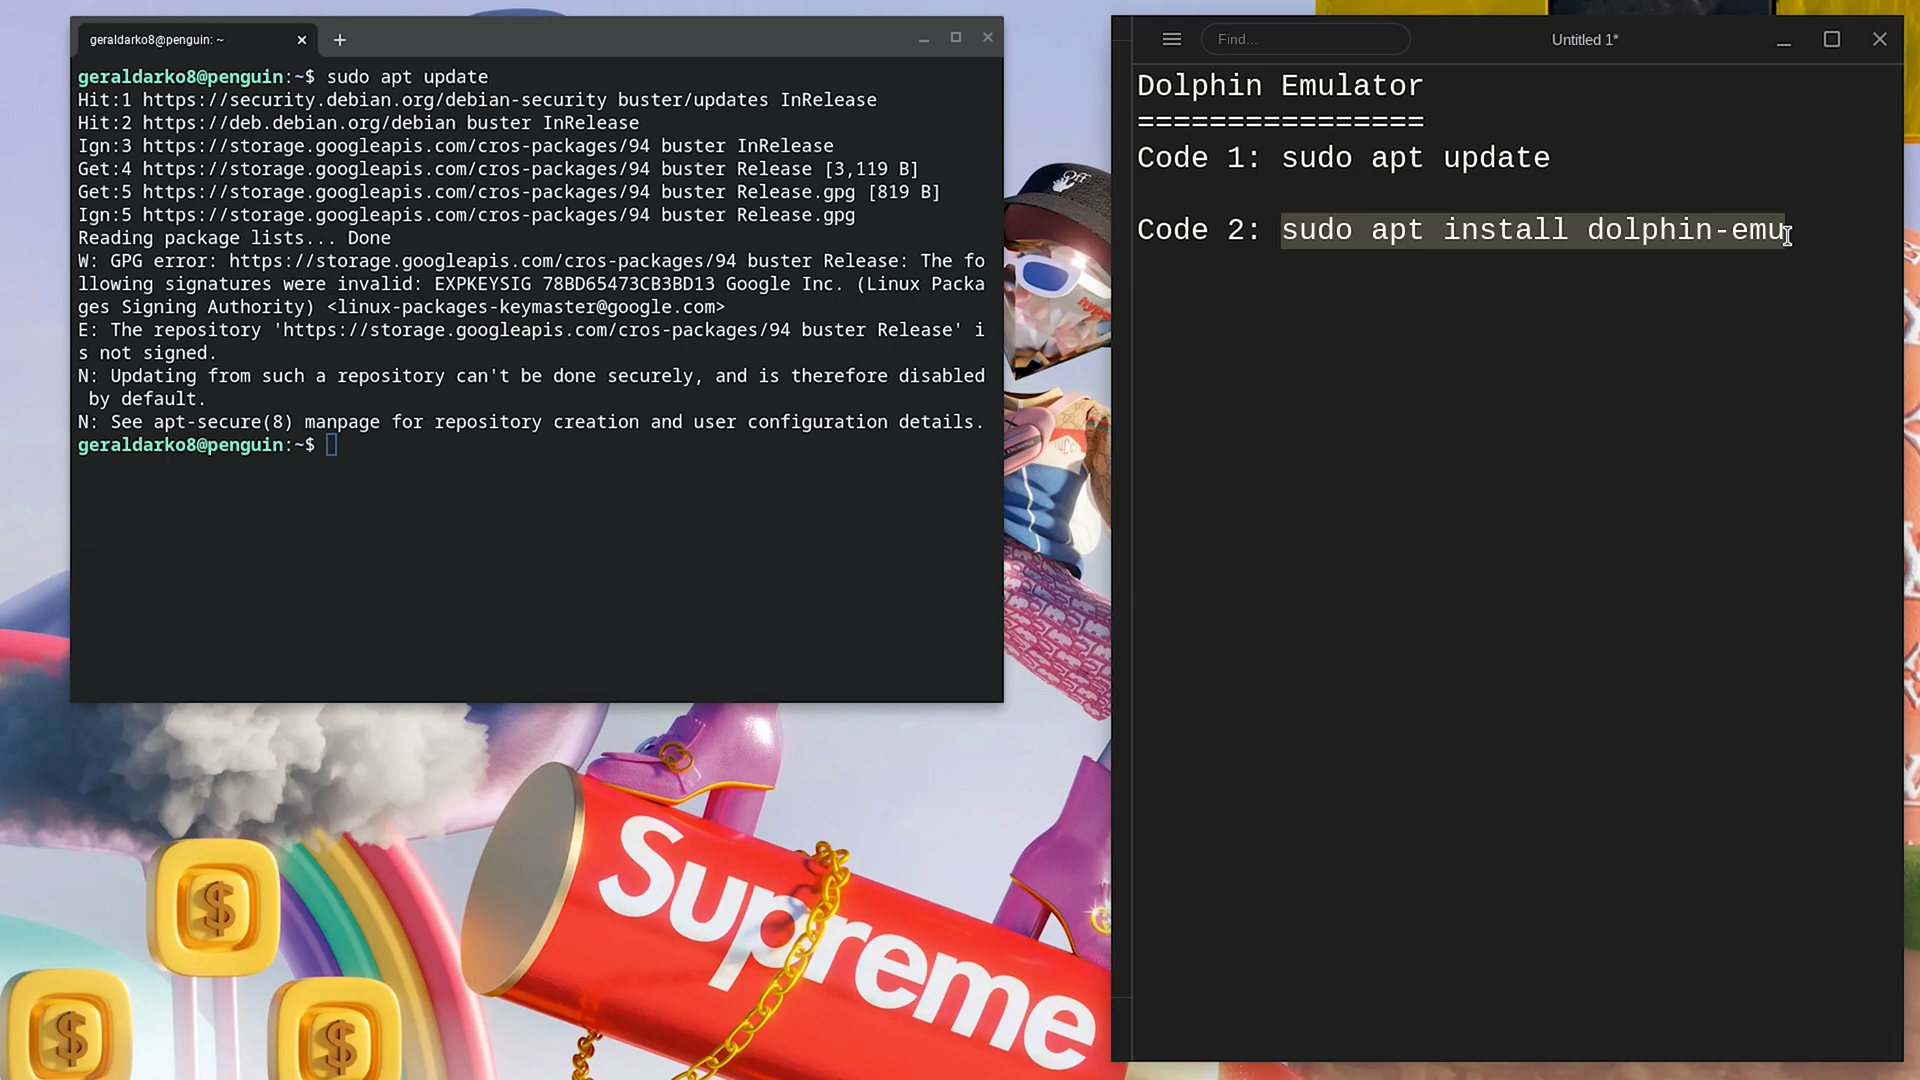 geraldarko8@penguin: ~
geraldarko8@penguin:~$ sudo apt update
Hit:1 https://security.debian.org/debian-security buster/updates InRelease
Hit:2 https://deb.debian.org/debian buster InRelease
Ign:3 https://storage.googleapis.com/cros-packages/94 buster InRelease
Get:4 https://storage.googleapis.com/cros-packages/94 buster Release [3,119 B]
Get:5 https://storage.googleapis.com/cros-packages/94 buster Release.gpg [819 B]
Ign:5 https://storage.googleapis.com/cros-packages/94 buster Release.gpg
Reading package lists... Done
W: GPG error: https://storage.googleapis.com/cros-packages/94 buster Release: The fo
llowing signatures were invalid: EXPKEYSIG 78BD65473CB3BD13 Google Inc. (Linux Packa
ges Signing Authority) <linux-packages-keymaster@google.com>
E: The repository 'https://storage.googleapis.com/cros-packages/94 buster Release' i
s not signed.
N: Updating from such a repository can't be done securely, and is therefore disabled
 by default.
N: See apt-secure(8) manpage for repository creation and user configuration details.
geraldarko8@penguin:~$
Find...
Untitled 1*
Dolphin Emulator
================
Code 1: sudo apt update
Code 2: sudo apt install dolphin-emu
Off
Supreme